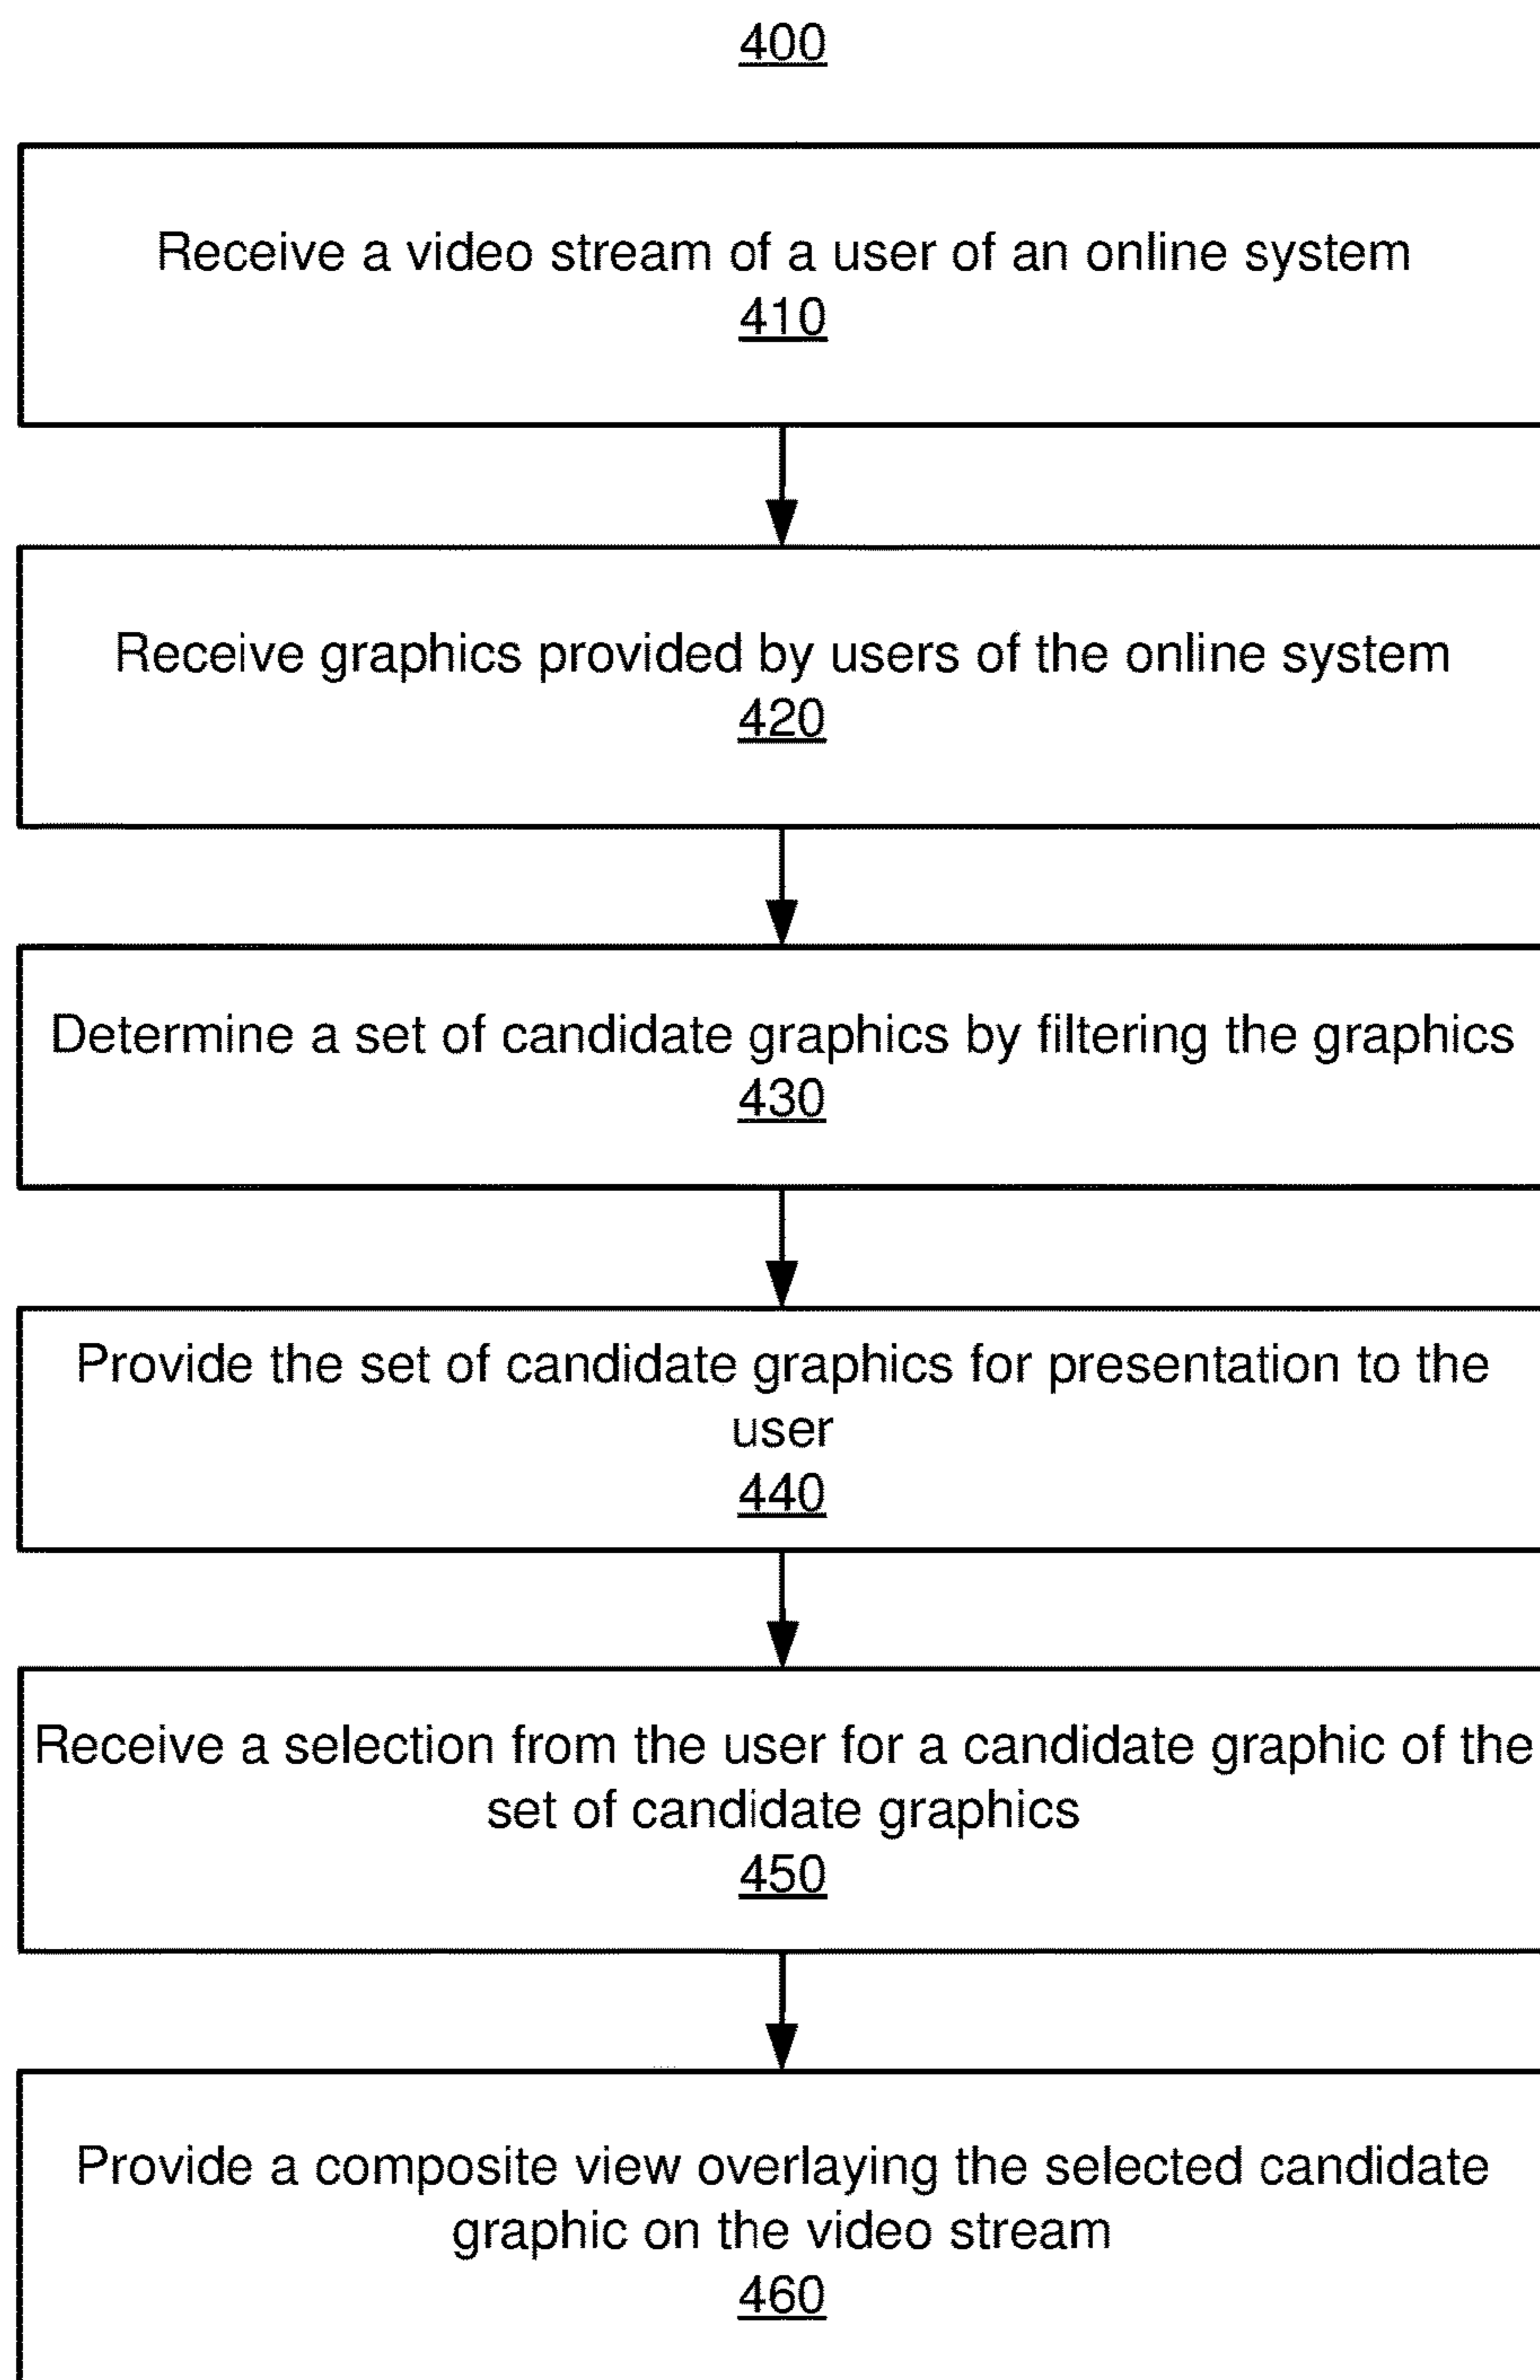 400
Receive a video stream of a user of an online system
410
Receive graphics provided by users of the online system
420
Determine a set of candidate graphics by filtering the graphics
430
Provide the set of candidate graphics for presentation to the
user
440
Receive a selection from the user for a candidate graphic of the
set of candidate graphics
450
Provide a composite view overlaying the selected candidate
graphic on the video stream
460